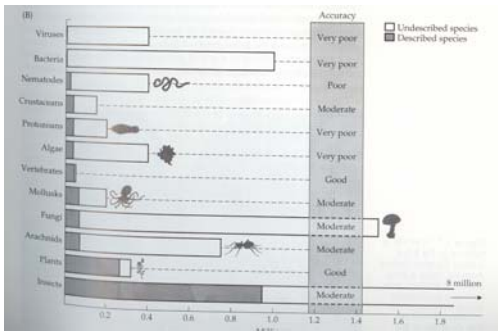 (B)
Accuracy
Undescribed species
Described species
Viruses Very poor
Bacteria Very poor
Nematodes Poor
Crustaceans Moderate
Protozoans Very poor
Algae Very poor
Vertebrates Good
Mollusks Moderate
Fungi Moderate
Arachnids Moderate
Plants Good
8 million
Insects Moderate
0.2 0.4 0.6 0.8 1.0 1.2 1.4 1.6 1.8